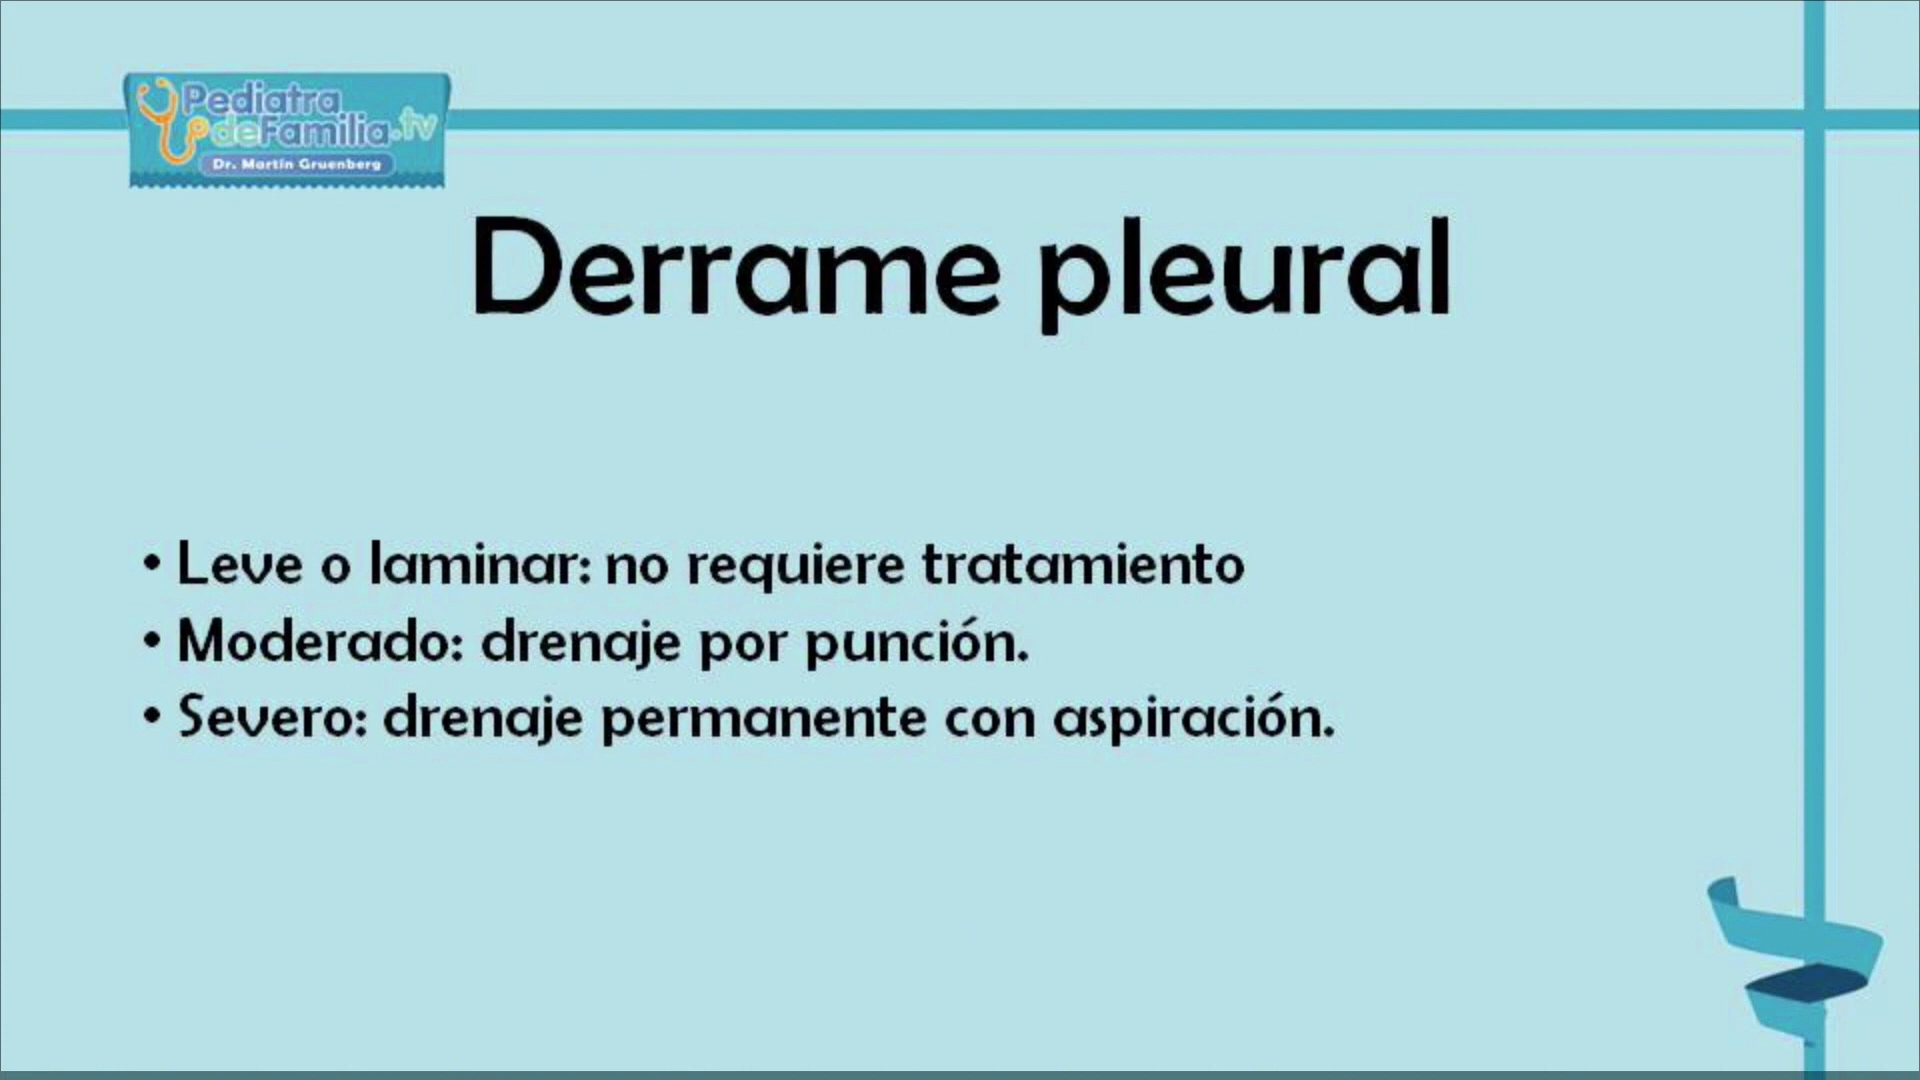 Pediatra
deFamilia.tv
Dr. Martín Gruenberg
Derrame pleural
• Leve o laminar: no requiere tratamiento
• Moderado: drenaje por punción.
• Severo: drenaje permanente con aspiración.